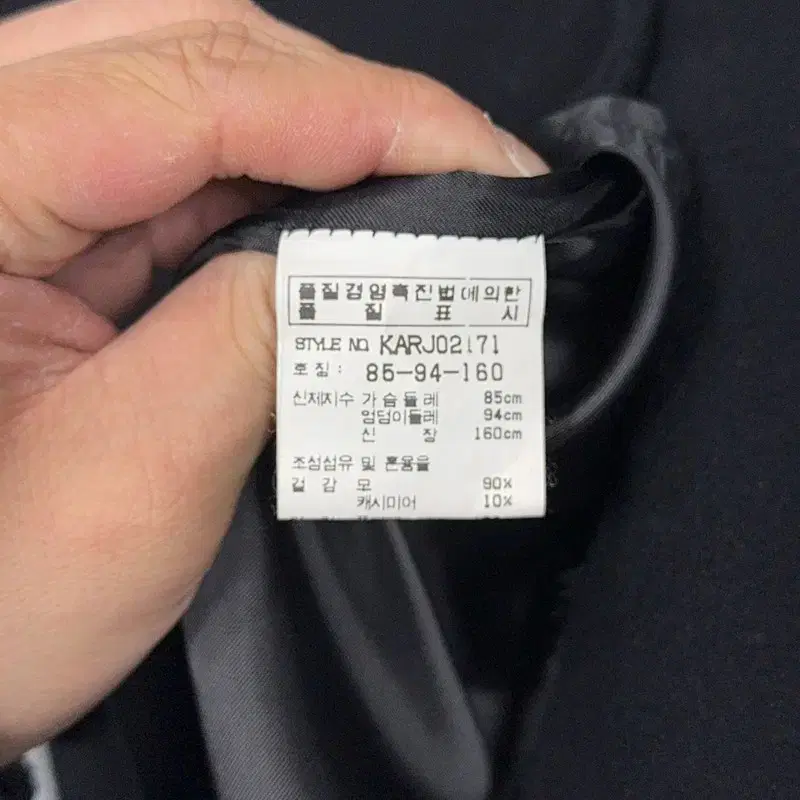 품질경영촉진법에의한
품 질 표 시
STYLE NO. KARJ02171
호칭: 85-94-160
신체치수 가슴둘레 85cm
엉덩이둘레 94cm
신 장 160cm
조성섬유 및 혼용율
겉 감 모 90%
캐시미어 10%